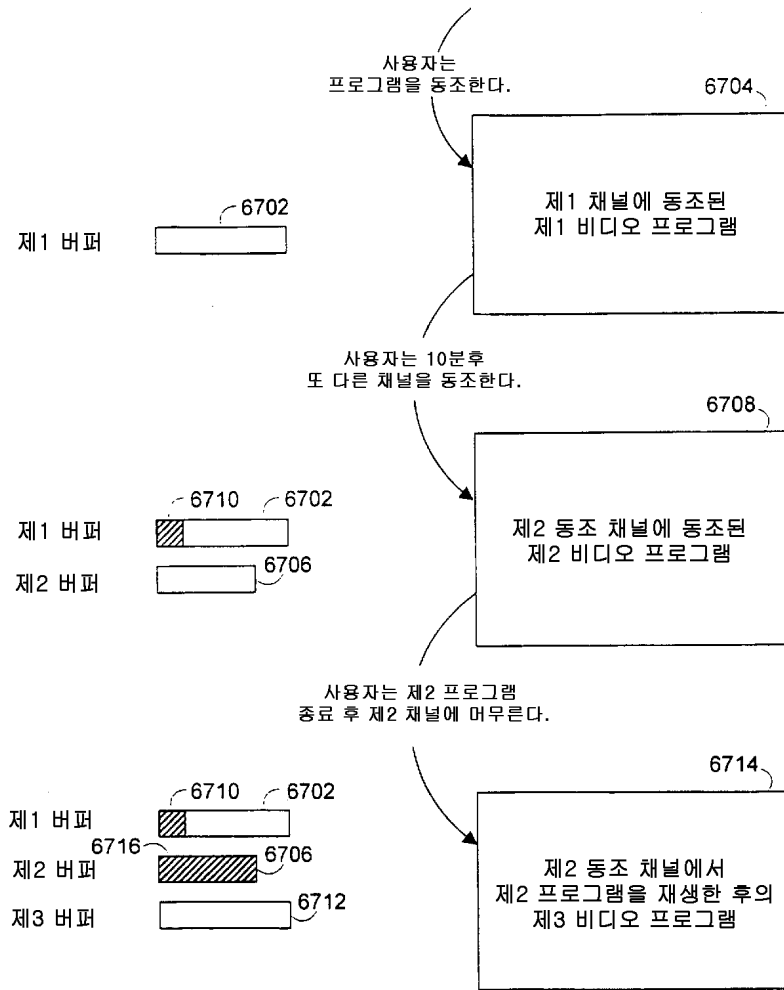 사용자는
프로그램을 동조한다.
6704
제1 채널에 동조된
제1 비디오 프로그램
6702
제1 버퍼
사용자는 10분후
또 다른 채널을 동조한다.
6708
제2 동조 채널에 동조된
제2 비디오 프로그램
6710 6702
제1 버퍼
6706
제2 버퍼
사용자는 제2 프로그램
종료 후 제2 채널에 머무른다.
6714
제2 동조 채널에서
제2 프로그램을 재생한 후의
제3 비디오 프로그램
6710 6702
제1 버퍼
6716 6706
제2 버퍼
6712
제3 버퍼